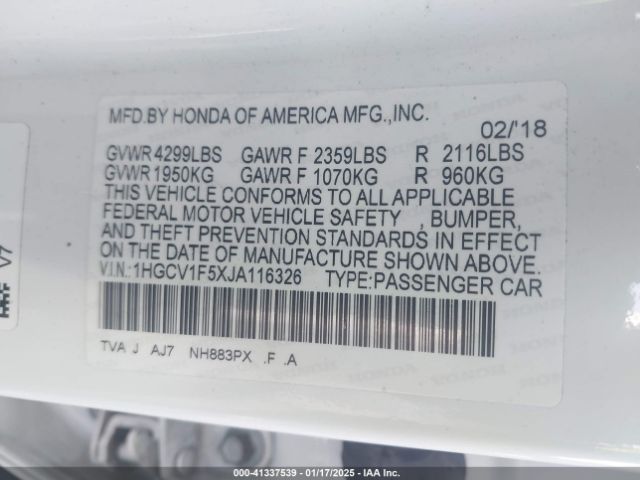 MFD.BY HONDA OF AMERICA MFG.,INC.
02/'18
GVWR 4299LBS GAWR F 2359LBS R 2116LBS
GVWR 1950KG GAWR F 1070KG R 960KG
THIS VEHICLE CONFORMS TO ALL APPLICABLE
FEDERAL MOTOR VEHICLE SAFETY , BUMPER,
AND THEFT PREVENTION STANDARDS IN EFFECT
ON THE DATE OF MANUFACTURE SHOWN ABOVE.
V.I.N.:1HGCV1F5XJA116326 TYPE:PASSENGER CAR
TVA J AJ7 NH883PX .F .A
V7
000-41337539 - 01/17/2025 - IAA Inc.